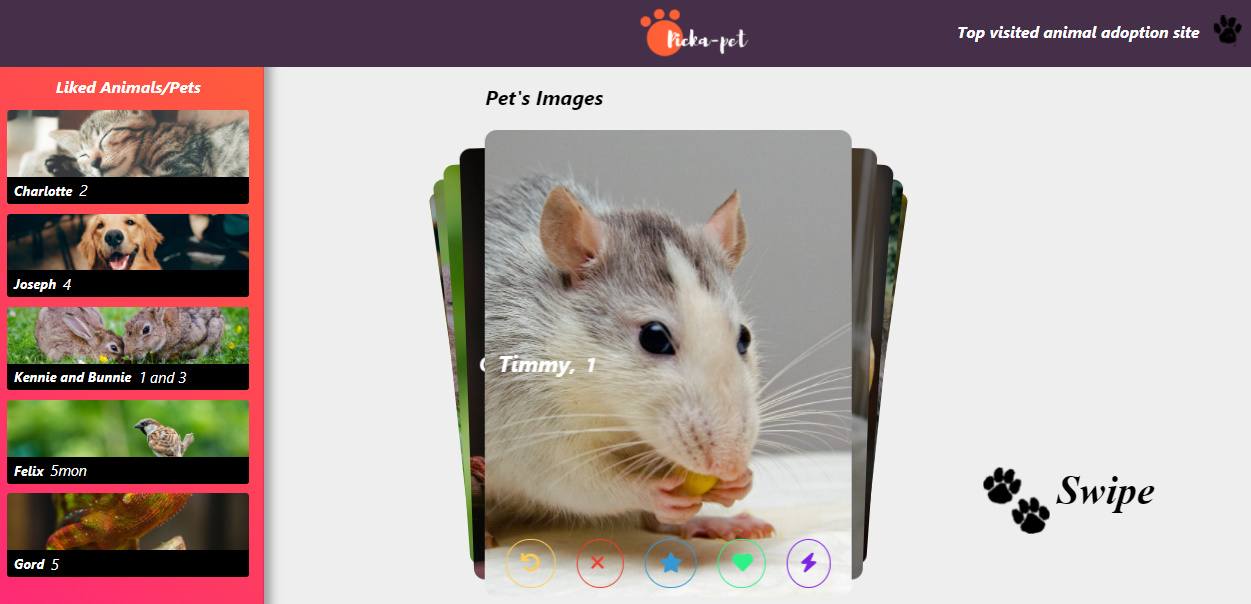 Picka-pet
Top visited animal adoption site
Liked Animals/Pets
Charlotte 2
Joseph 4
Kennie and Bunnie 1 and 3
Felix 5mon
Gord 5
Pet's Images
Timmy, 1
Swipe